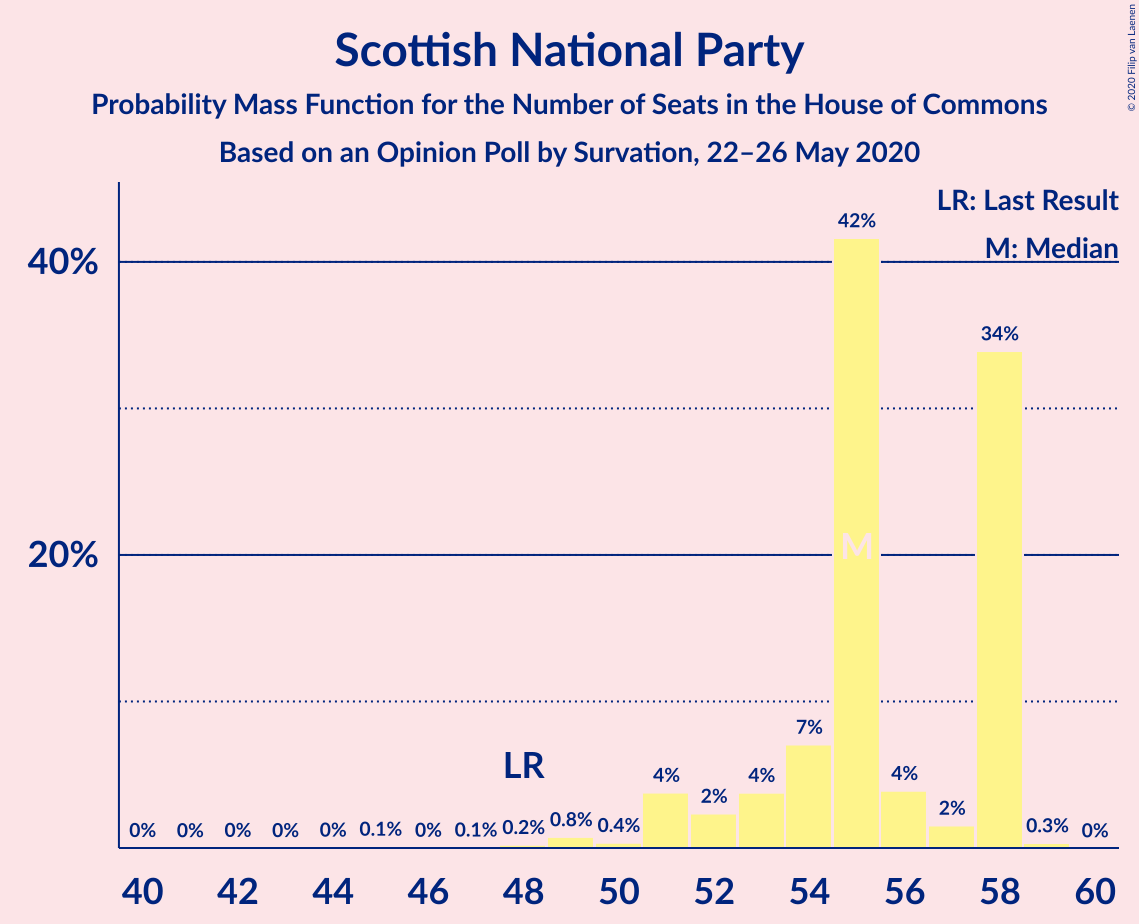 Scottish National Party
Probability Mass Function for the Number of Seats in the House of Commons
Based on an Opinion Poll by Survation, 22–26 May 2020
© 2020 Filip van Laenen
LR: Last Result
M: Median
42%
40%
34%
20%
M
7%
LR
4%
2%
4%
4%
2%
0%
0%
0%
0%
0%
0.1%
0%
0.1%
0.2%
0.8%
0.4%
0.3%
0%
40 42 44 46 48 50 52 54 56 58 60